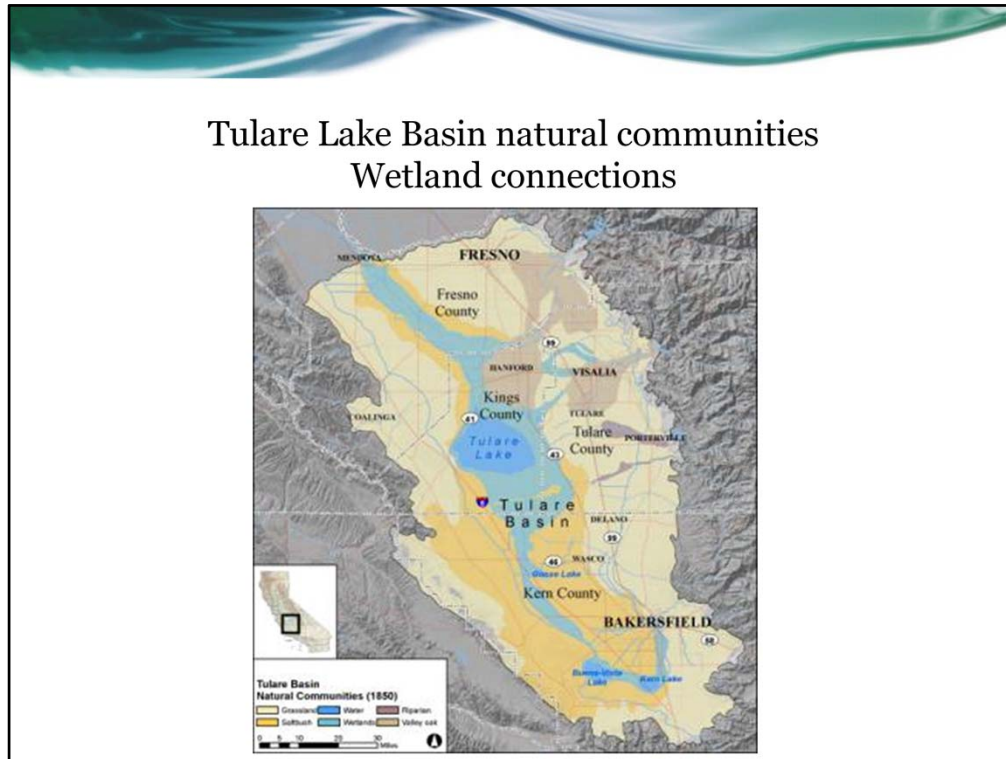 Tulare Lake Basin natural communities
Wetland connections
MENDOTA
FRESNO
Fresno
County
99
HANFORD
VISALIA
Kings
County
COALINGA
41
TULARE
Tulare
County
PORTERVILLE
Tulare
Lake
43
Tulare
Basin
DELANO
99
46
WASCO
Goose Lake
Kern County
BAKERSFIELD
58
Buena Vista
Lake
Kern Lake
Tulare Basin
Natural Communities (1850)
Grassland
Water
Riparian
Saltbush
Wetlands
Valley oak
0 5 10 20 30
Miles